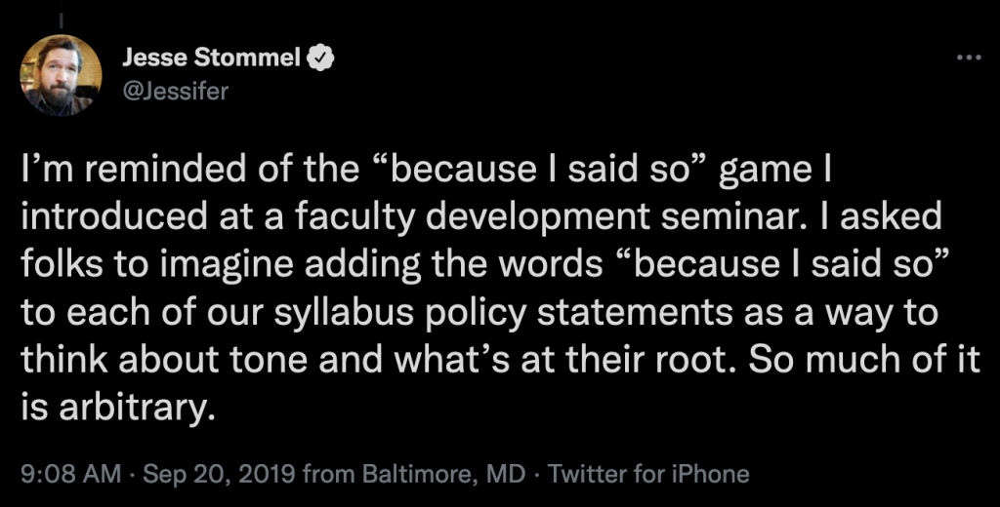 Jesse Stommel
@Jessifer
I’m reminded of the “because I said so” game I
introduced at a faculty development seminar. I asked
folks to imagine adding the words “because I said so”
to each of our syllabus policy statements as a way to
think about tone and what’s at their root. So much of it
is arbitrary.
9:08 AM · Sep 20, 2019 from Baltimore, MD · Twitter for iPhone